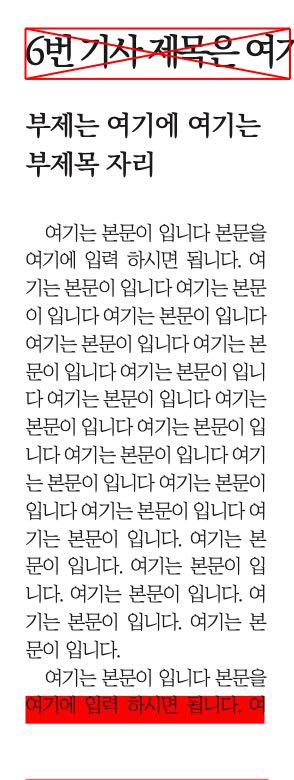 6번 기사 제목은 여기
부제는 여기에 여기는
부제목 자리
여기는 본문이 입니다 본문을
여기에 입력 하시면 됩니다. 여
기는 본문이 입니다 여기는 본문
이 입니다 여기는 본문이 입니다
여기는 본문이 입니다 여기는 본
문이 입니다 여기는 본문이 입니
다 여기는 본문이 입니다 여기는
본문이 입니다 여기는 본문이 입
니다 여기는 본문이 입니다 여기
는 본문이 입니다 여기는 본문이
입니다 여기는 본문이 입니다 여
기는 본문이 입니다. 여기는 본
문이 입니다. 여기는 본문이 입
니다. 여기는 본문이 입니다. 여
기는 본문이 입니다. 여기는 본
문이 입니다.
여기는 본문이 입니다 본문을
여기에 입력 하시면 됩니다. 여